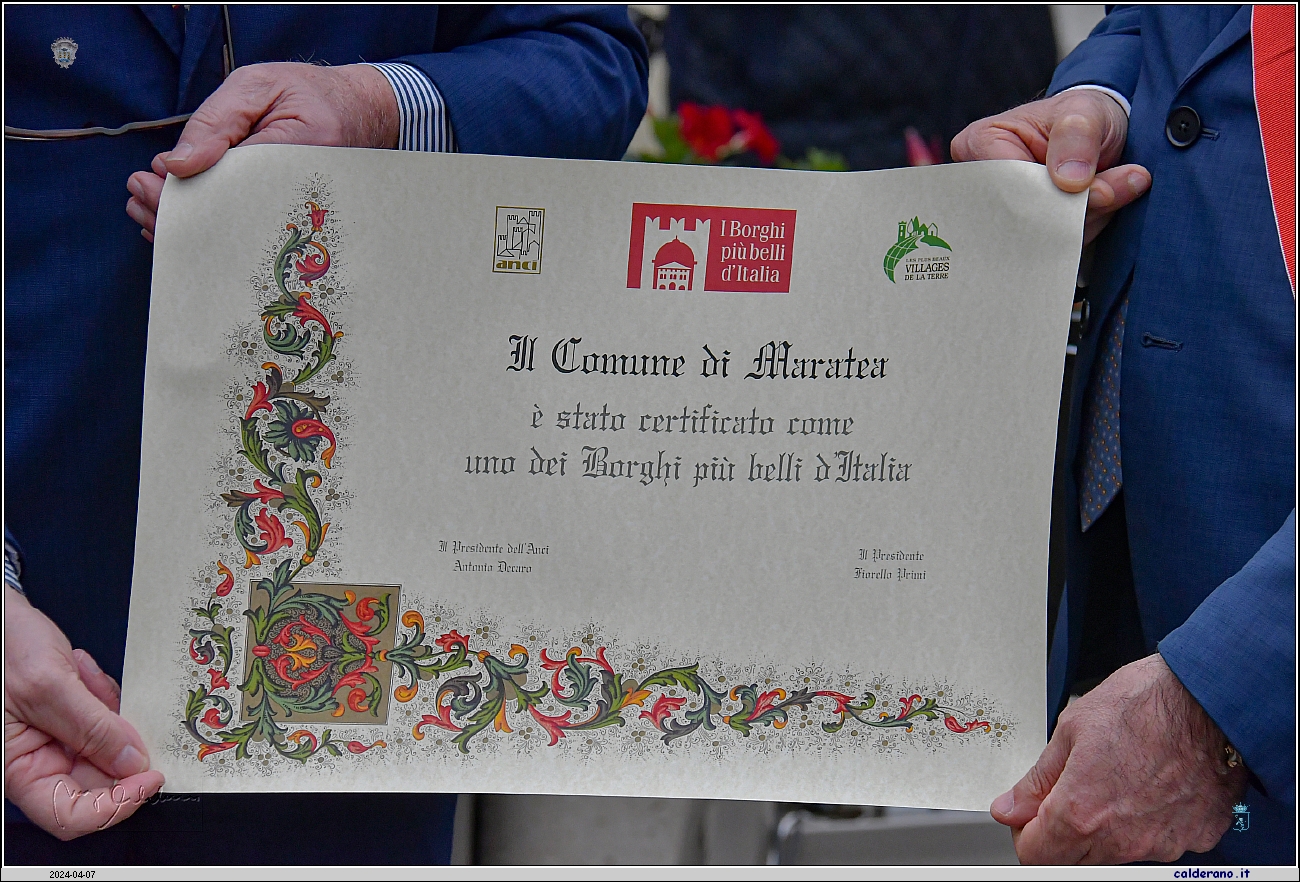 anci
I Borghi
più belli
d'Italia
LES PLUS BEAUX
VILLAGES
DE LA TERRE
Il Comune di Maratea
è stato certificato come
uno dei Borghi più belli d'Italia
Il Presidente dell'Anci
Antonio Decaro
Il Presidente
Fiorello Primi
2024-04-07
calderano.it